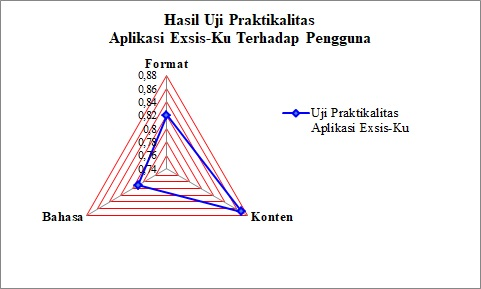 Hasil Uji Praktikalitas
Aplikasi Exsis-Ku Terhadap Pengguna
Format
0,88
0,86
0,84
0,82
0,8
0,78
0,76
0,74
Uji Praktikalitas
Aplikasi Exsis-Ku
Bahasa
Konten